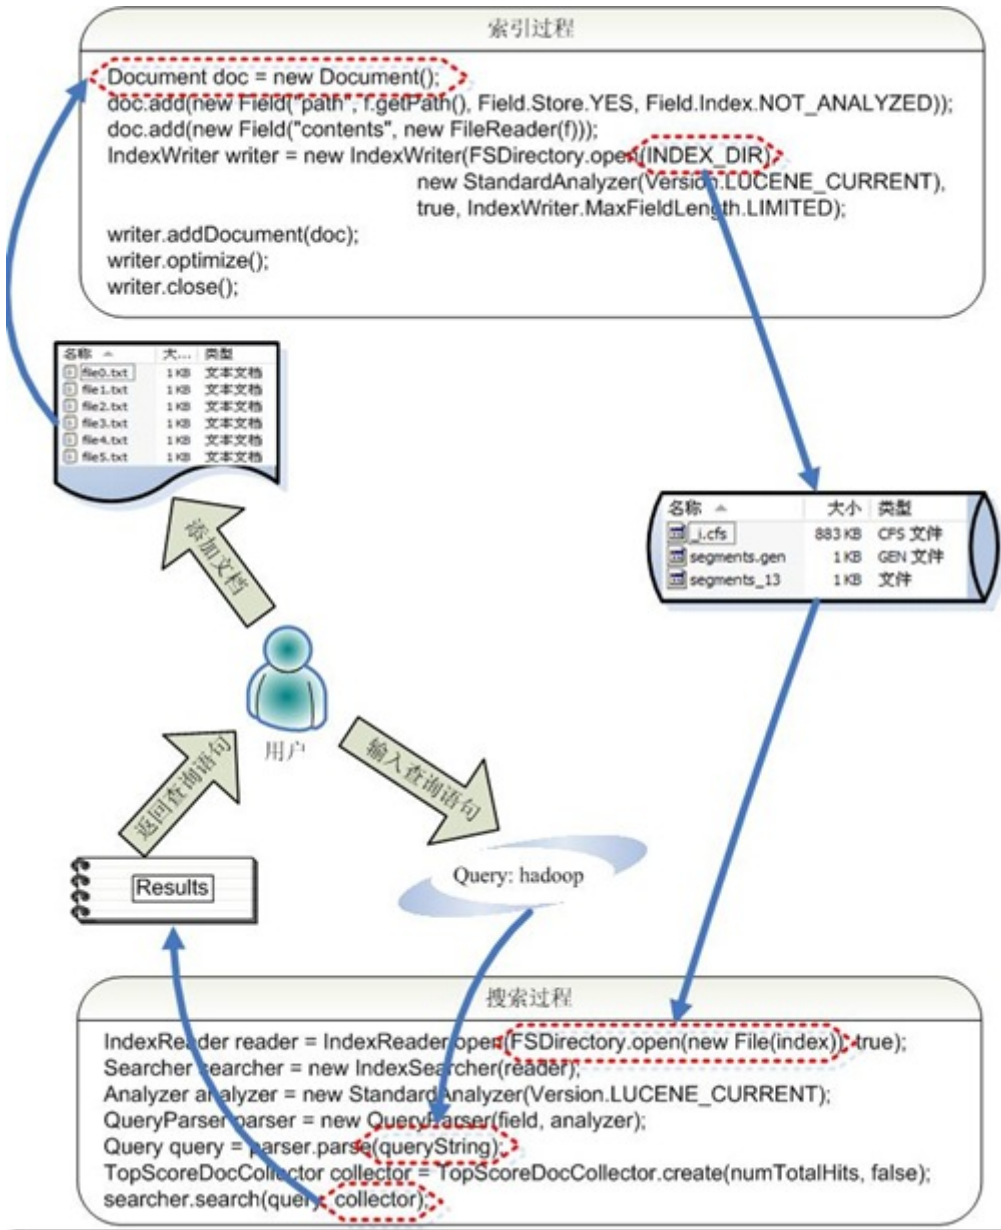 索引过程
Document doc = new Document();
doc.add(new Field("path", f.getPath(), Field.Store.YES, Field.Index.NOT_ANALYZED));
doc.add(new Field("contents", new FileReader(f)));
IndexWriter writer = new IndexWriter(FSDirectory.open(INDEX_DIR),
new StandardAnalyzer(Version.LUCENE_CURRENT),
true, IndexWriter.MaxFieldLength.LIMITED);
writer.addDocument(doc);
writer.optimize();
writer.close();
名称 大... 类型
file0.txt 1 KB 文本文档
file1.txt 1 KB 文本文档
file2.txt 1 KB 文本文档
file3.txt 1 KB 文本文档
file4.txt 1 KB 文本文档
file5.txt 1 KB 文本文档
名称 大小 类型
_i.cfs 883 KB CFS 文件
segments.gen 1 KB GEN 文件
segments_13 1 KB 文件
添加文档
用户
返回查询语句
输入查询语句
Results
Query: hadoop
搜索过程
IndexReader reader = IndexReader.open(FSDirectory.open(new File(index)), true);
Searcher searcher = new IndexSearcher(reader);
Analyzer analyzer = new StandardAnalyzer(Version.LUCENE_CURRENT);
QueryParser parser = new QueryParser(field, analyzer);
Query query = parser.parse(queryString);
TopScoreDocCollector collector = TopScoreDocCollector.create(numTotalHits, false);
searcher.search(query, collector);